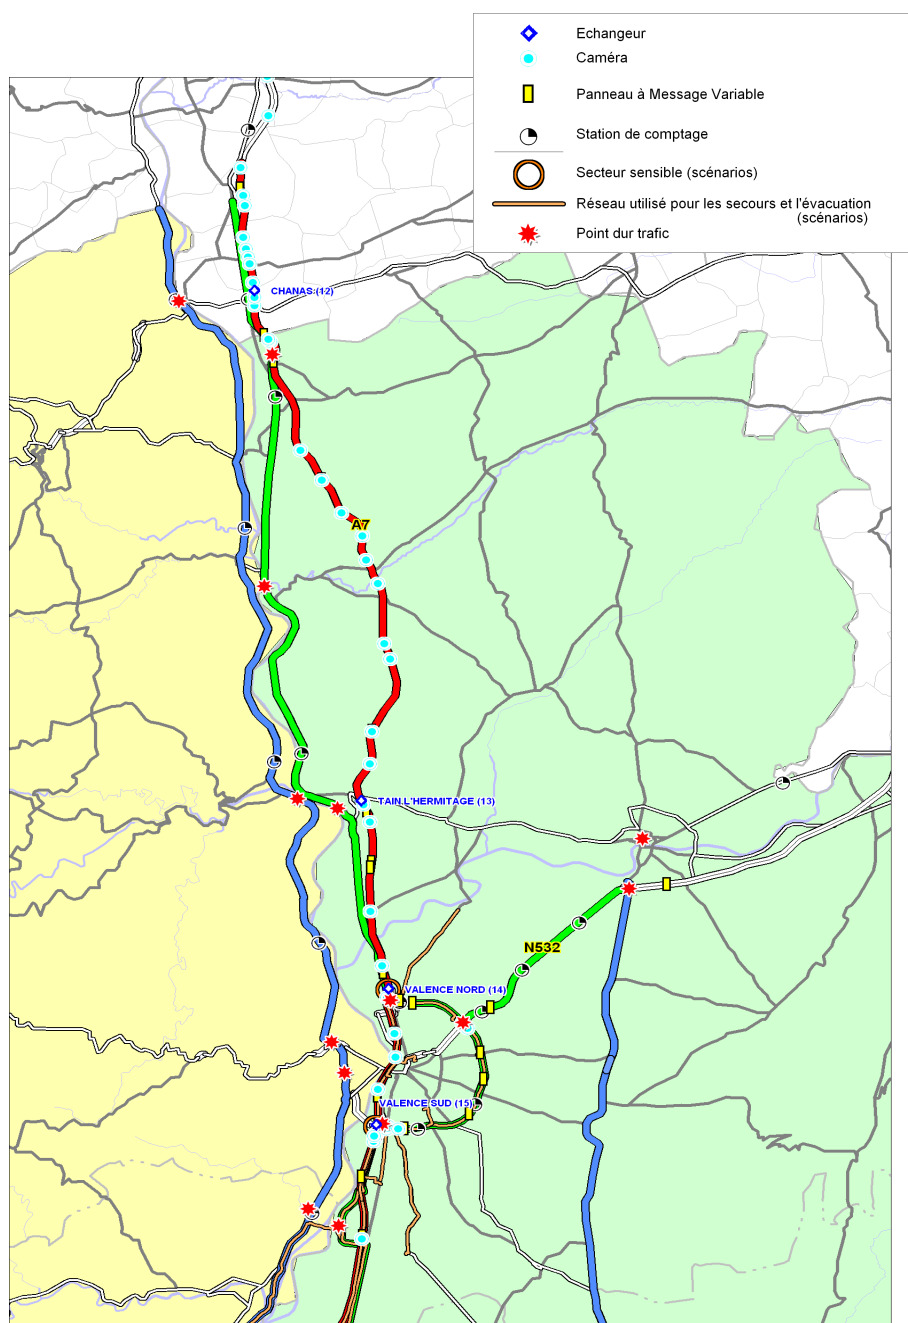 Echangeur
Caméra
Panneau à Message Variable
Station de comptage
Secteur sensible (scénarios)
Réseau utilisé pour les secours et l'évacuation
(scénarios)
Point dur trafic
CHANAS (12)
A7
TAIN L'HERMITAGE (13)
N532
VALENCE NORD (14)
VALENCE SUD (15)